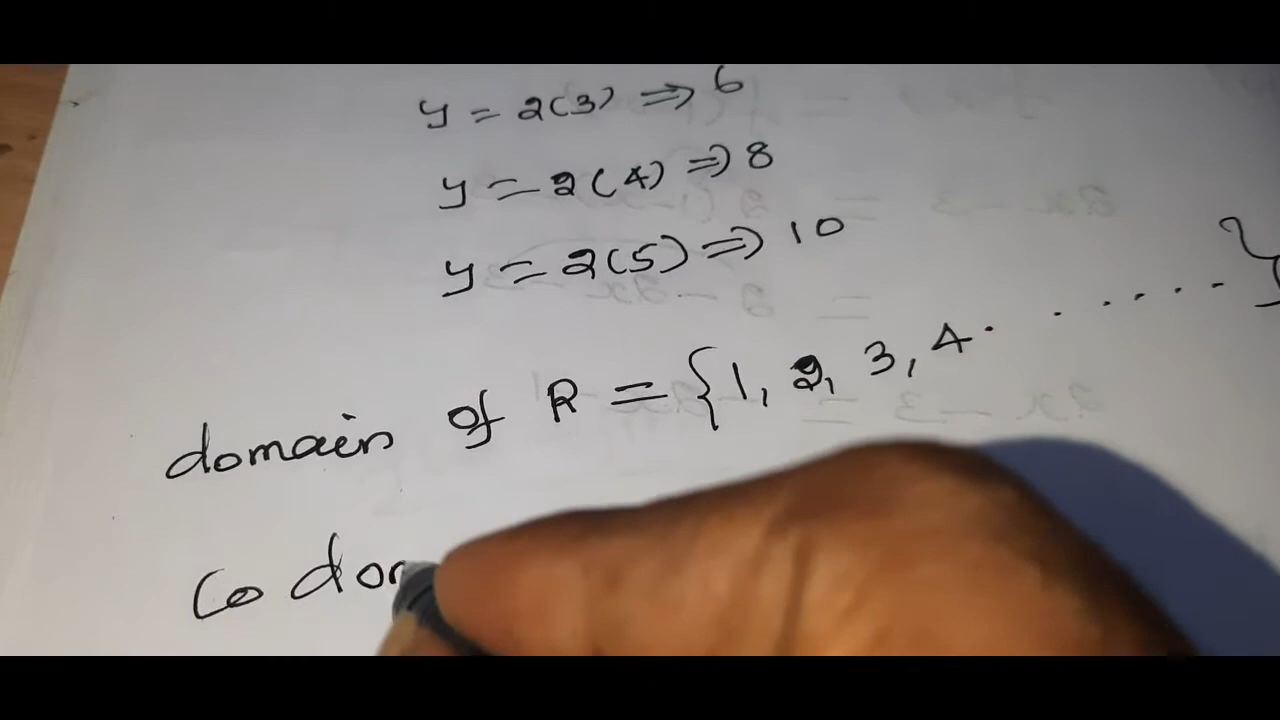 y = 2(3) => 6
y = 2(4) => 8
y = 2(5) => 10
domain of R = {1, 2, 3, 4. . ..... }
Co dom